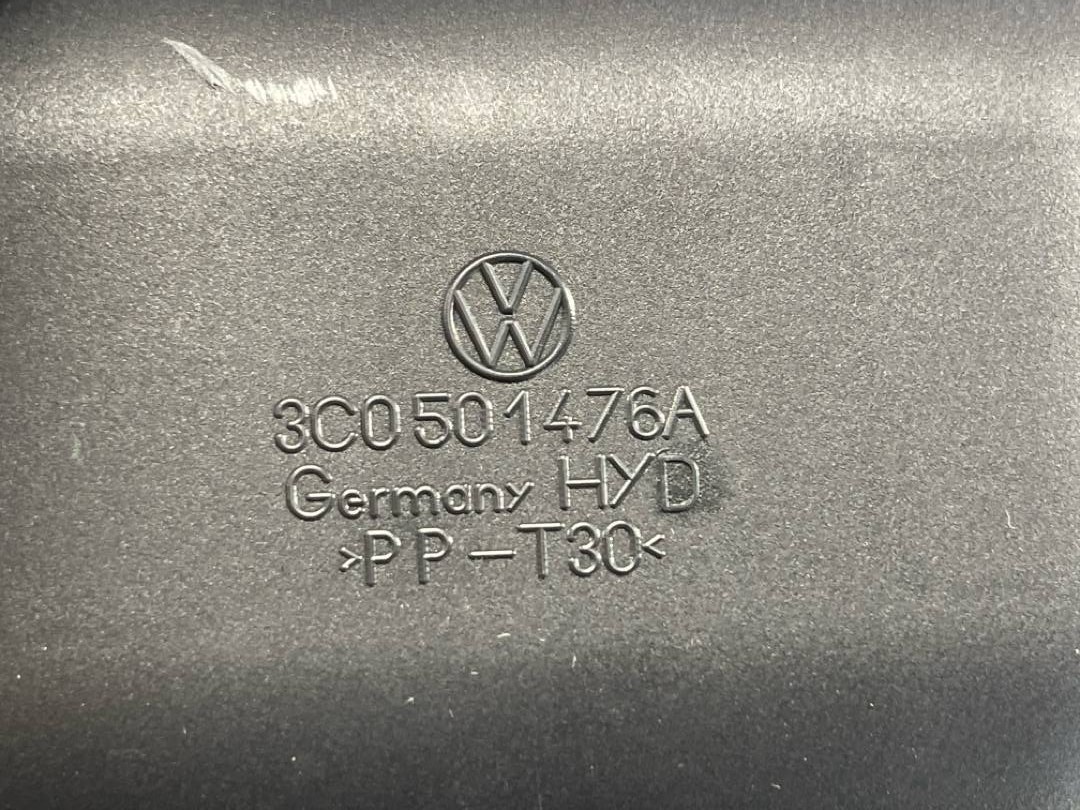 3C0 501 476A
Germany HYD
>PP-T30<